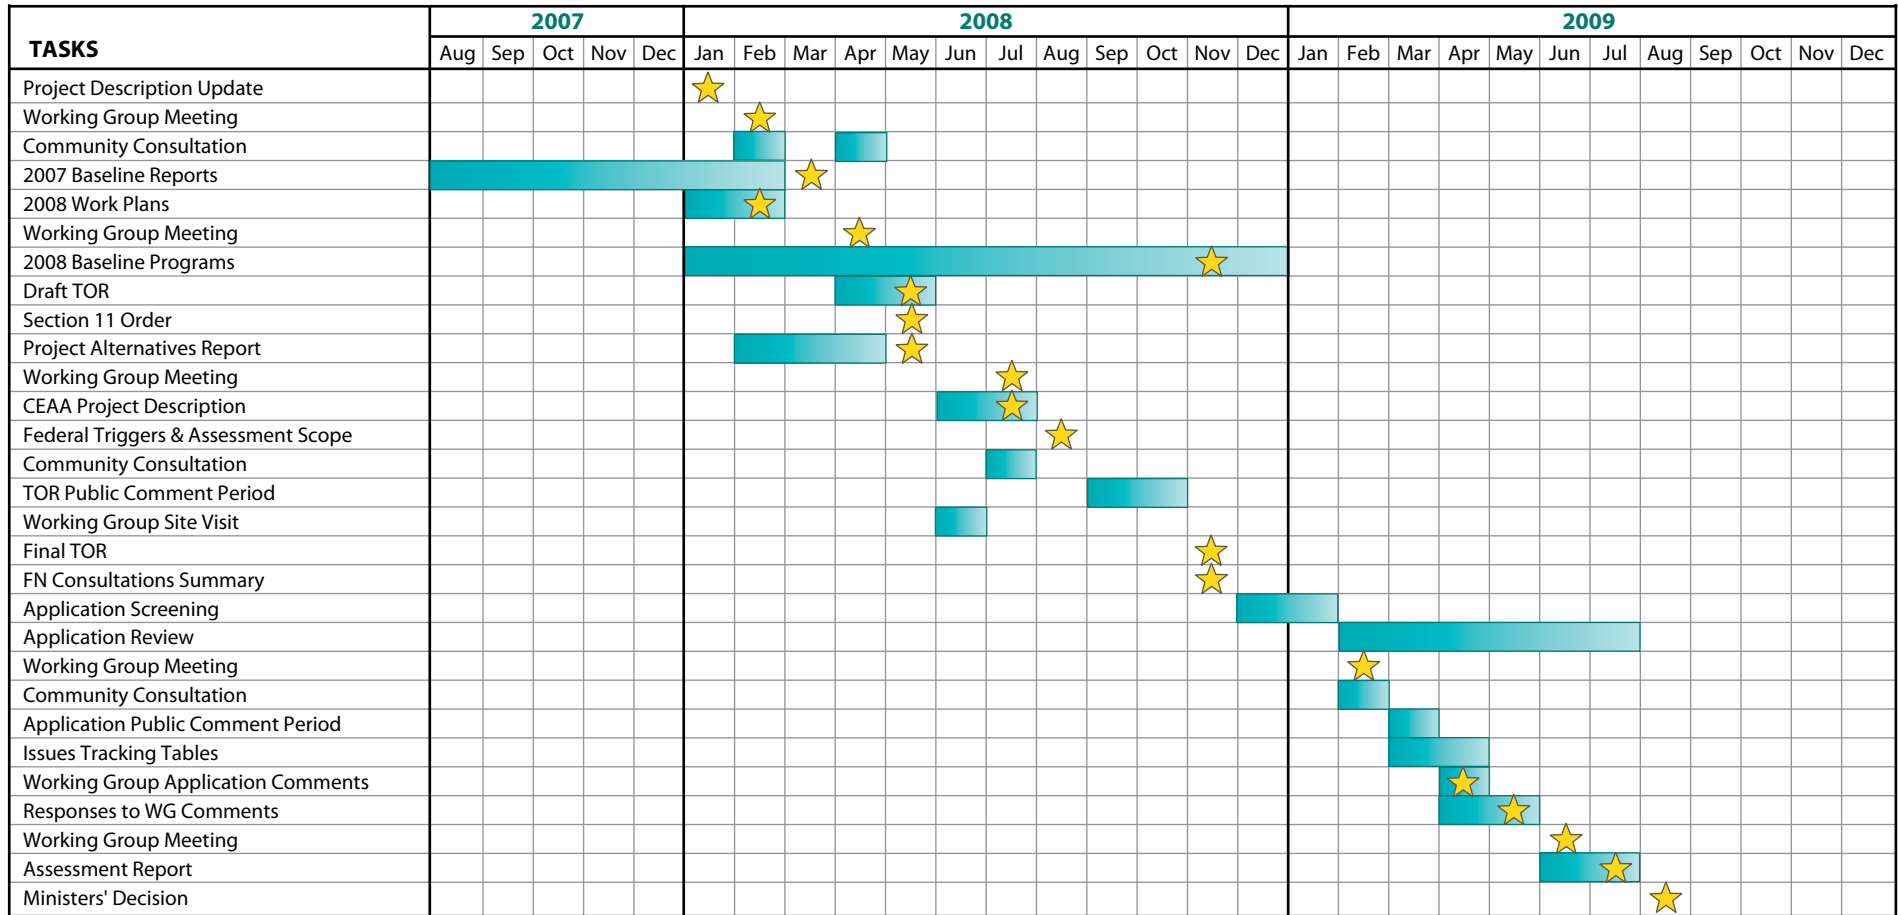 2007 2008 2009
TASKS Aug Sep Oct Nov Dec Jan Feb Mar Apr May Jun Jul Aug Sep Oct Nov Dec Jan Feb Mar Apr May Jun Jul Aug Sep Oct Nov Dec
Project Description Update
Working Group Meeting
Community Consultation
2007 Baseline Reports
2008 Work Plans
Working Group Meeting
2008 Baseline Programs
Draft TOR
Section 11 Order
Project Alternatives Report
Working Group Meeting
CEAA Project Description
Federal Triggers & Assessment Scope
Community Consultation
TOR Public Comment Period
Working Group Site Visit
Final TOR
FN Consultations Summary
Application Screening
Application Review
Working Group Meeting
Community Consultation
Application Public Comment Period
Issues Tracking Tables
Working Group Application Comments
Responses to WG Comments
Working Group Meeting
Assessment Report
Ministers' Decision